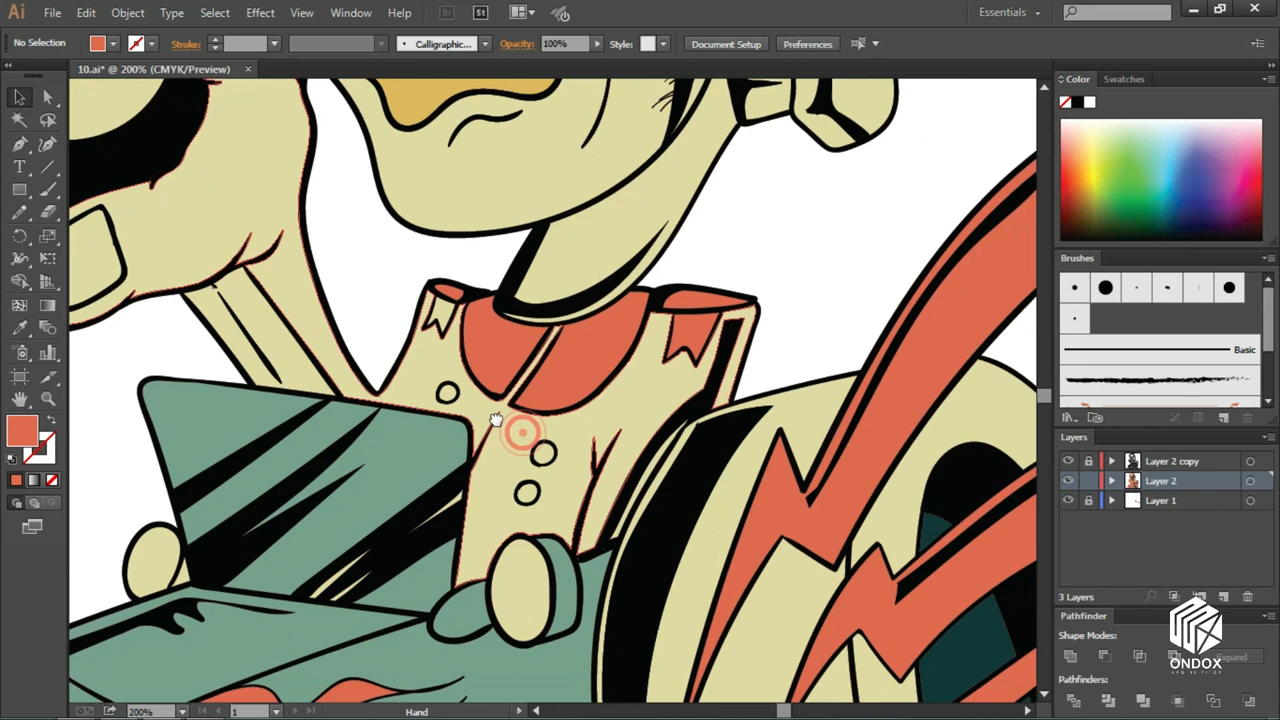 Ai File Edit Object Type Select Effect View Window Help Br St Essentials
No Selection Stroke: Calligraphic... Opacity: 100% Style: Document Setup Preferences
10.ai* @ 200% (CMYK/Preview)
Color Swatches
Brushes
Basic
Layers
Layer 2 copy
Layer 2
Layer 1
3 Layers
Pathfinder
Shape Modes:
Expand
Pathfinders:
ONDOX
200% 1 Hand